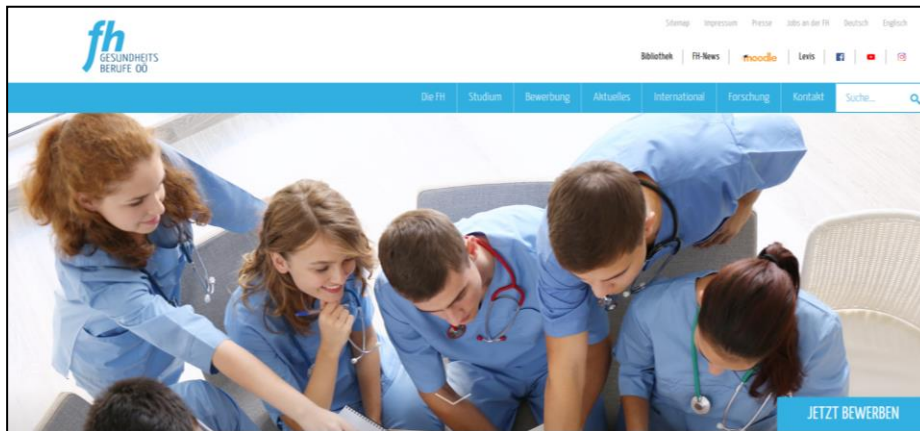 Sitemap Impressum Presse Jobs an der FH Deutsch Englisch
fh
GESUNDHEITS
BERUFE OÖ
Bibliothek FH-News moodle Lexis
Die FH Studium Bewerbung Aktuelles International Forschung Kontakt Suche...
JETZT BEWERBEN